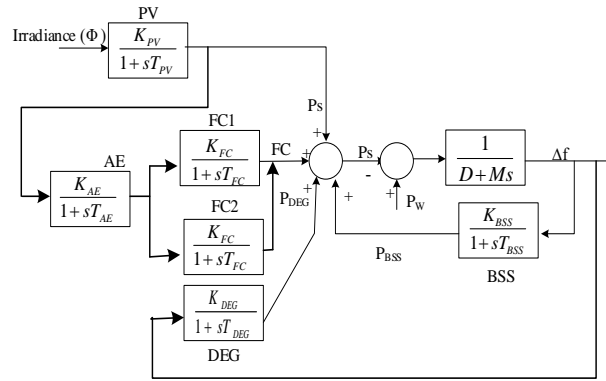 PV
Irradiance (Φ)
K_PV
1 + sT_PV
Ps
FC1
K_FC
1 + sT_FC
FC
AE
K_AE
1 + sT_AE
FC2
K_FC
1 + sT_FC
P_DEG
+
+
+
+
Ps
-
P_W
1
D + Ms
Δf
K_BSS
1 + sT_BSS
BSS
P_BSS
K_DEG
1 + sT_DEG
DEG